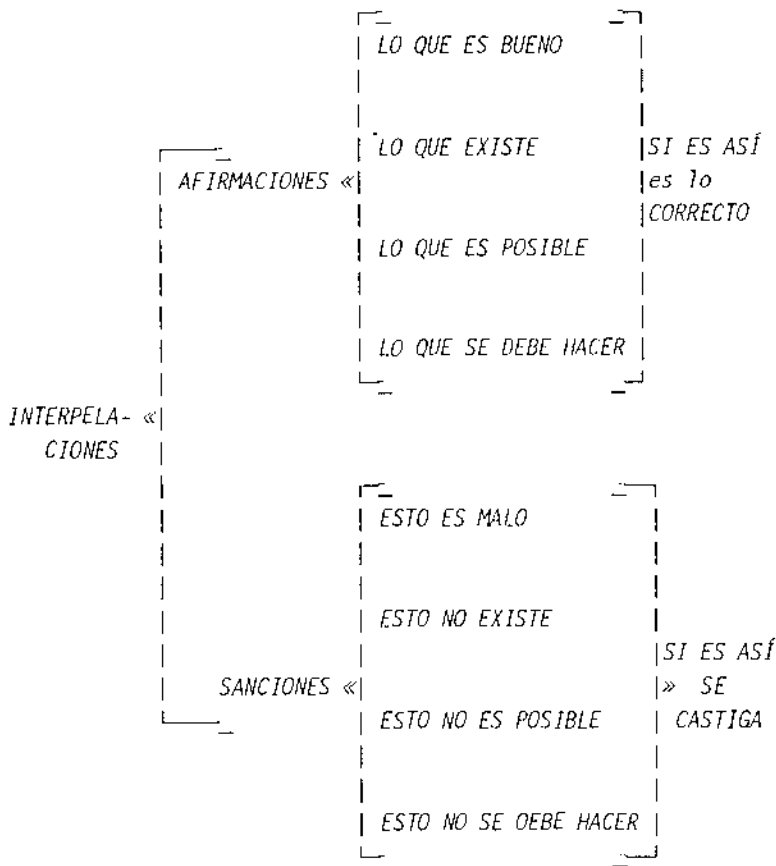 LO QUE ES BUENO
LO QUE EXISTE
AFIRMACIONES «
SI ES ASÍ
es lo
CORRECTO
LO QUE ES POSIBLE
LO QUE SE DEBE HACER
INTERPELA- «
CIONES
ESTO ES MALO
ESTO NO EXISTE
SANCIONES «
SI ES ASÍ
» SE
CASTIGA
ESTO NO ES POSIBLE
ESTO NO SE OEBE HACER